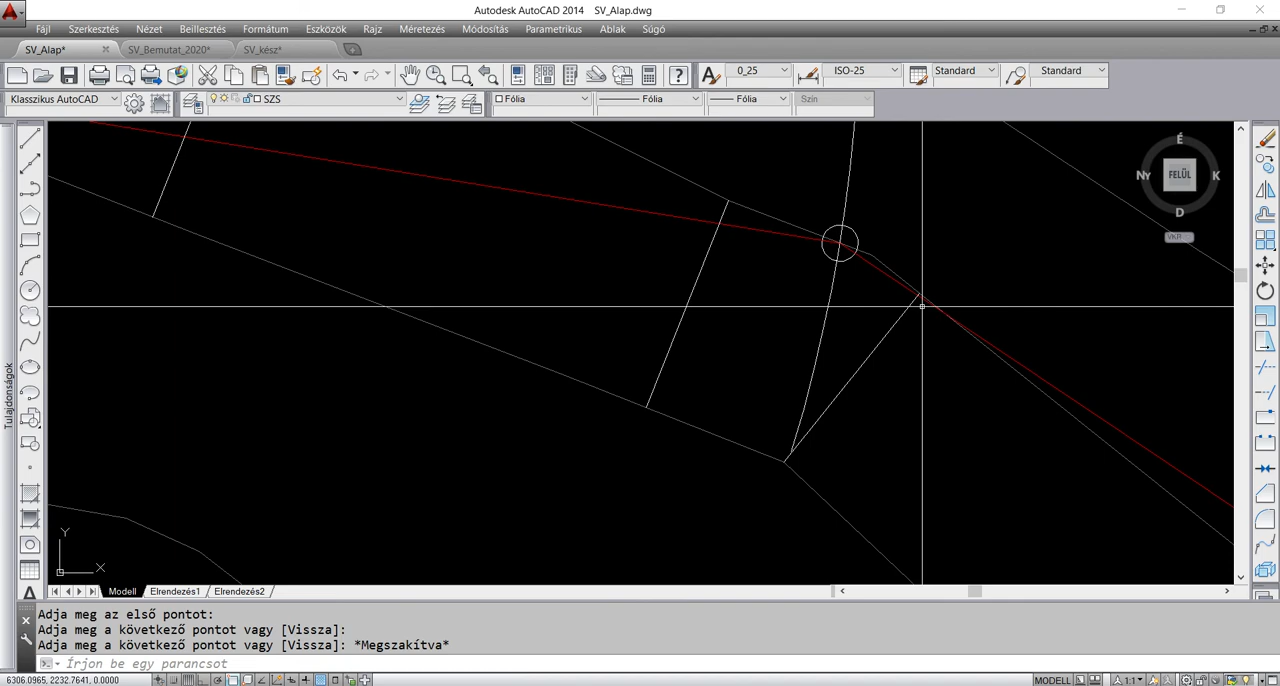 Autodesk AutoCAD 2014 SV_Alap.dwg
Fájl Szerkesztés Nézet Beillesztés Formátum Eszközök Rajz Méretezés Módosítás Parametrikus Ablak Súgó
SV_Alap* SV_Bemutat_2020* SV_kész*
0_25 ISO-25 Standard Standard
Klasszikus AutoCAD SZS Fólia Fólia Fólia Szín
É
Ny FELÜL K
D
VKR
Tulajdonságok
Y
X
Modell Elrendezés1 Elrendezés2
Adja meg az első pontot:
Adja meg a következő pontot vagy [Vissza]:
Adja meg a következő pontot vagy [Vissza]: *Megszakítva*
Írjon be egy parancsot
6306.0965, 2232.7641, 0.0000 MODELL 1:1